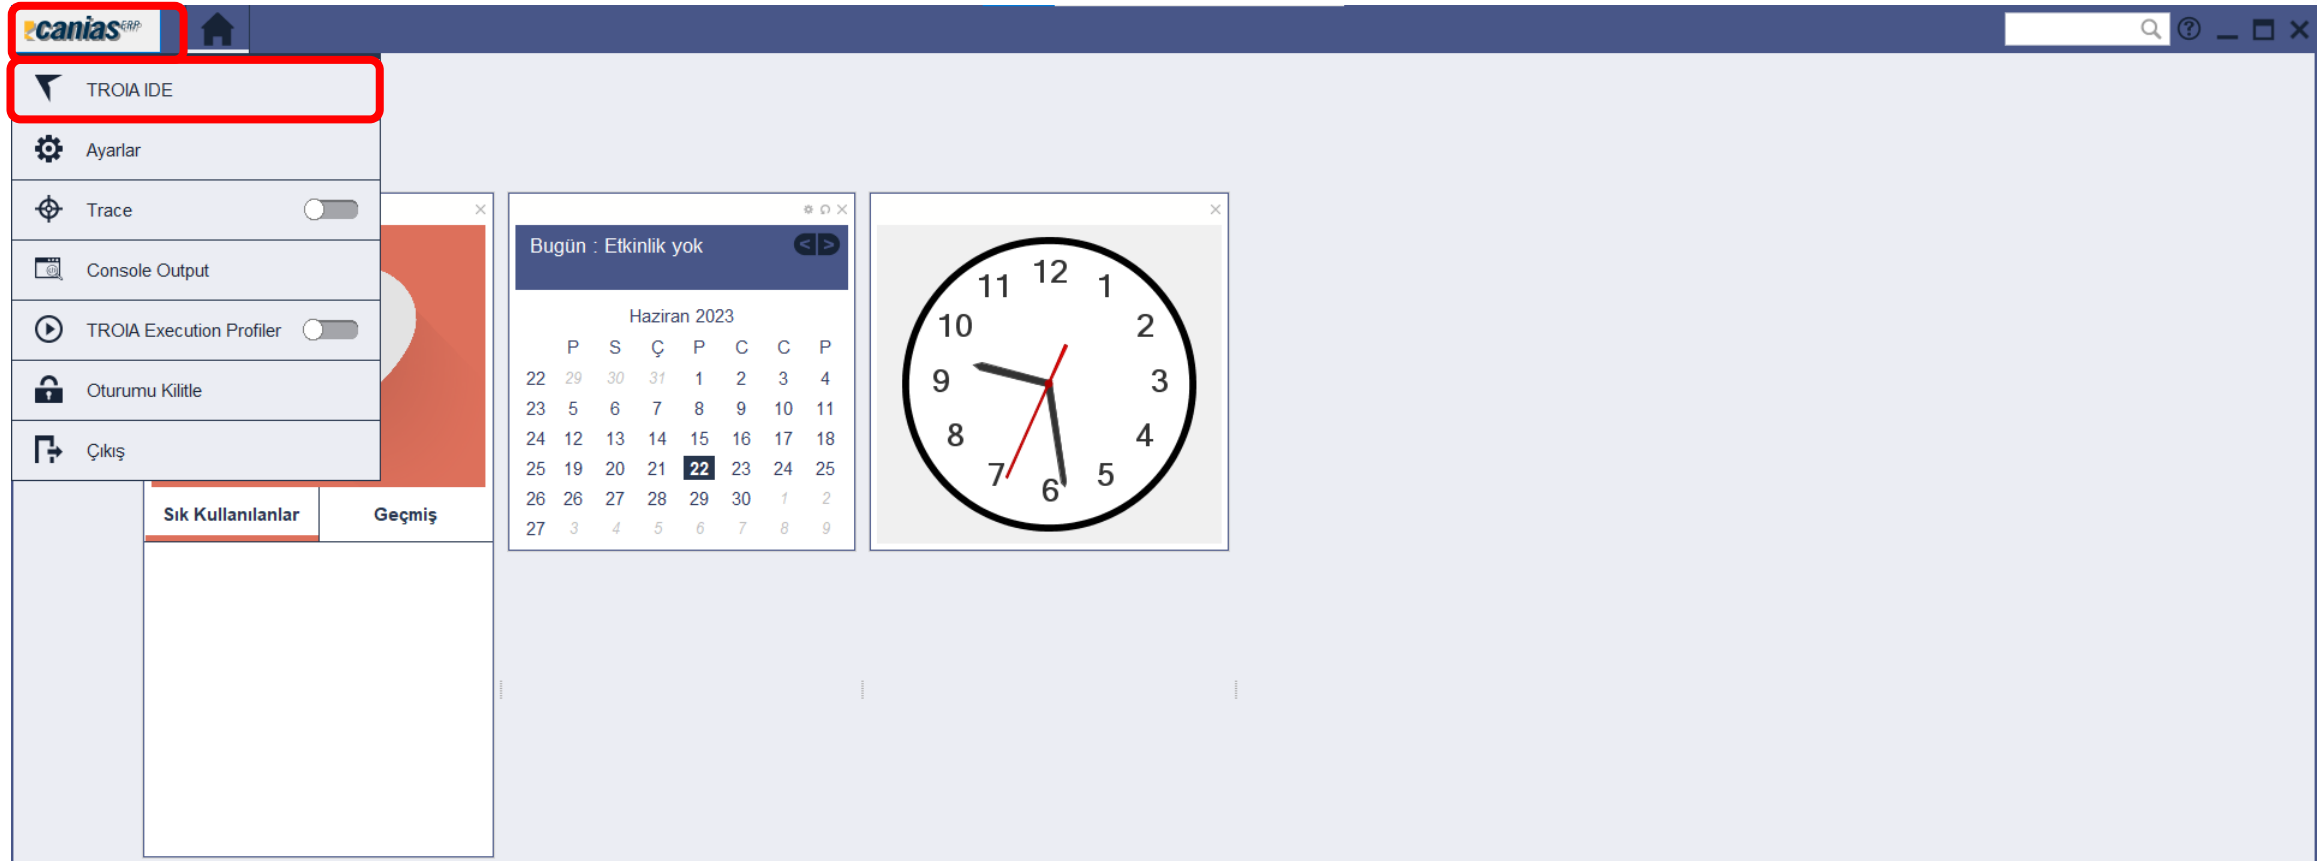 canias ERP
TROIA IDE
Ayarlar
Trace
Console Output
TROIA Execution Profiler
Oturumu Kilitle
Çıkış
Sık Kullanılanlar Geçmiş
Bugün : Etkinlik yok
Haziran 2023
P S Ç P C C P
22 29 30 31 1 2 3 4
23 5 6 7 8 9 10 11
24 12 13 14 15 16 17 18
25 19 20 21 22 23 24 25
26 26 27 28 29 30 1 2
27 3 4 5 6 7 8 9
12
11 1
10 2
9 3
8 4
7 5
6